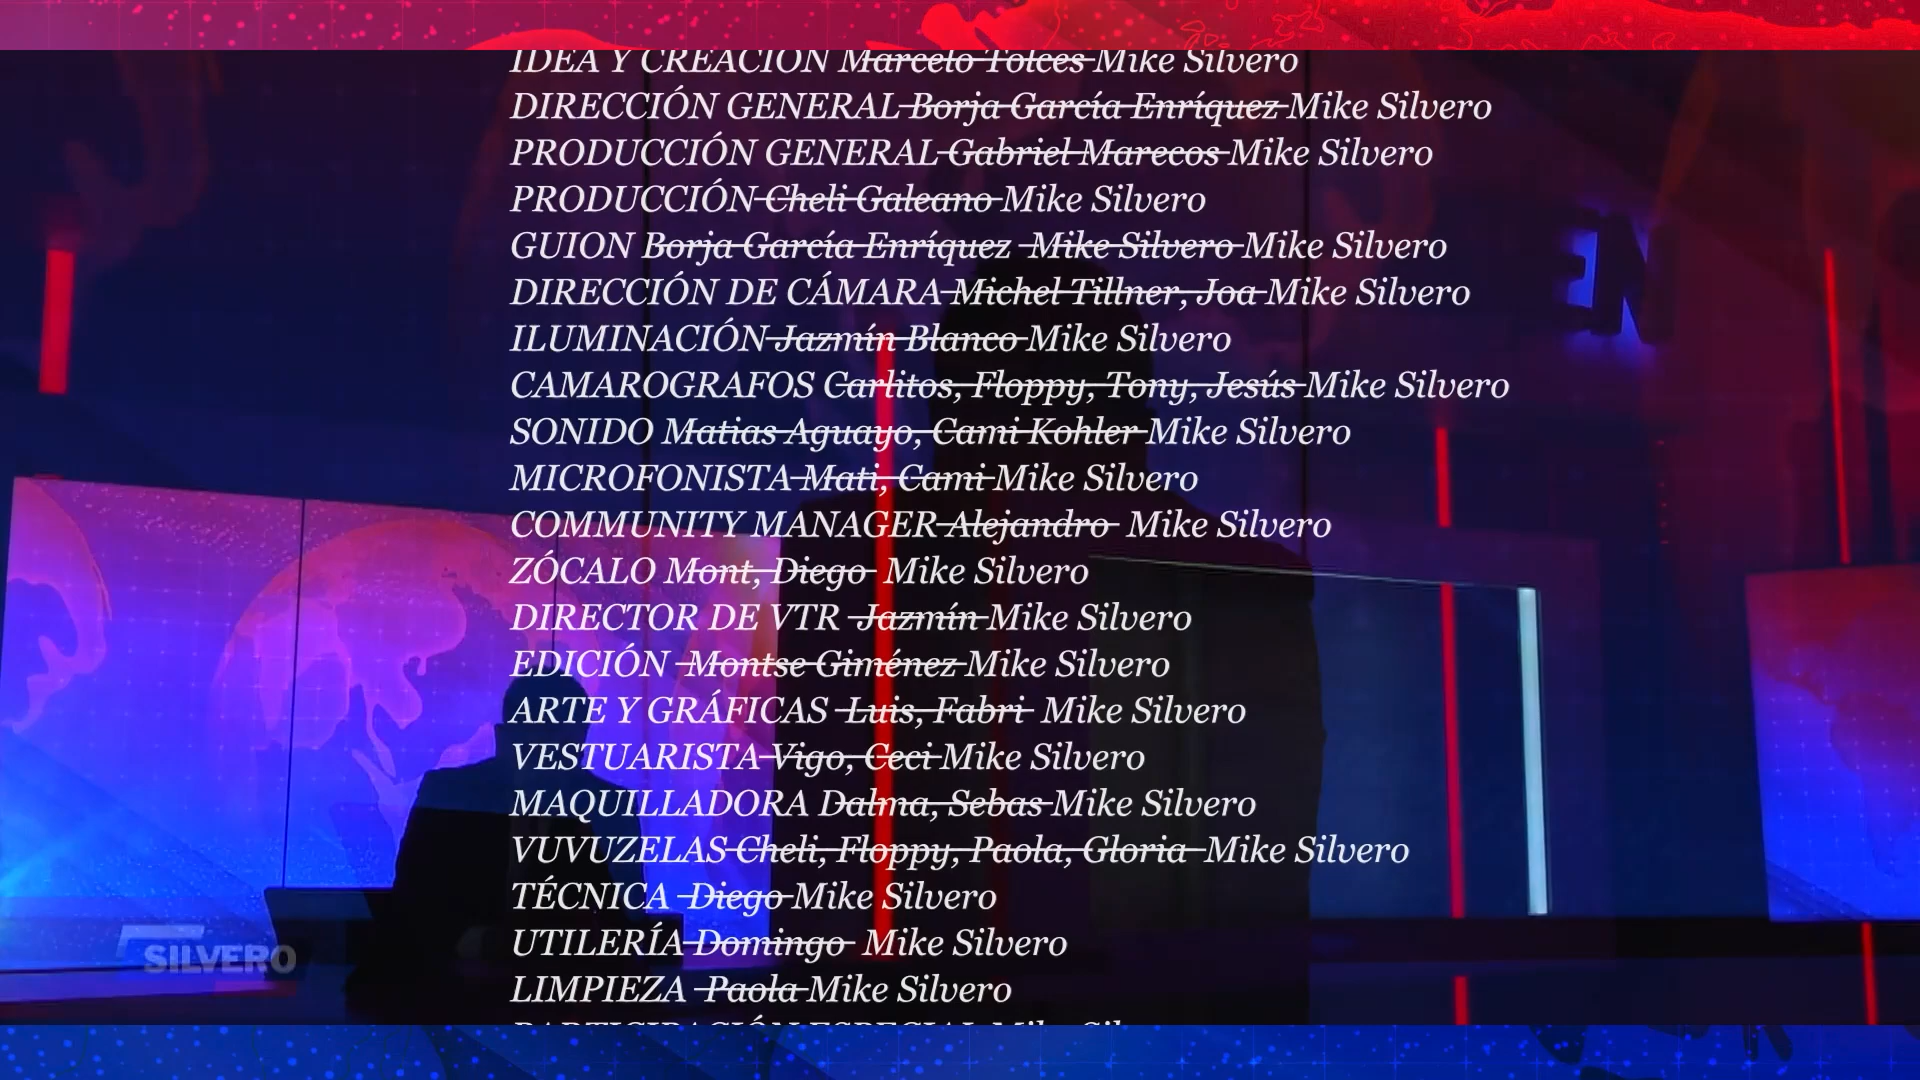 IDEA Y CREACIÓN Marcelo Tolces Mike Silvero
DIRECCIÓN GENERAL Borja García Enríquez Mike Silvero
PRODUCCIÓN GENERAL Gabriel Marecos Mike Silvero
PRODUCCIÓN Cheli Galeano Mike Silvero
GUION Borja García Enríquez Mike Silvero Mike Silvero
DIRECCIÓN DE CÁMARA Michel Tillner, Joa Mike Silvero
ILUMINACIÓN Jazmín Blanco Mike Silvero
CAMAROGRAFOS Carlitos, Floppy, Tony, Jesús Mike Silvero
SONIDO Matias Aguayo, Cami Kohler Mike Silvero
MICROFONISTA Mati, Cami Mike Silvero
COMMUNITY MANAGER Alejandro Mike Silvero
ZÓCALO Mont, Diego Mike Silvero
DIRECTOR DE VTR Jazmín Mike Silvero
EDICIÓN Montse Giménez Mike Silvero
ARTE Y GRÁFICAS Luis, Fabri Mike Silvero
VESTUARISTA Vigo, Ceci Mike Silvero
MAQUILLADORA Dalma, Sebas Mike Silvero
VUVUZELAS Cheli, Floppy, Paola, Gloria Mike Silvero
TÉCNICA Diego Mike Silvero
UTILERÍA Domingo Mike Silvero
LIMPIEZA Paola Mike Silvero
PARTICIPACIÓN ESPECIAL Mike Silvero
SILVERO
EN